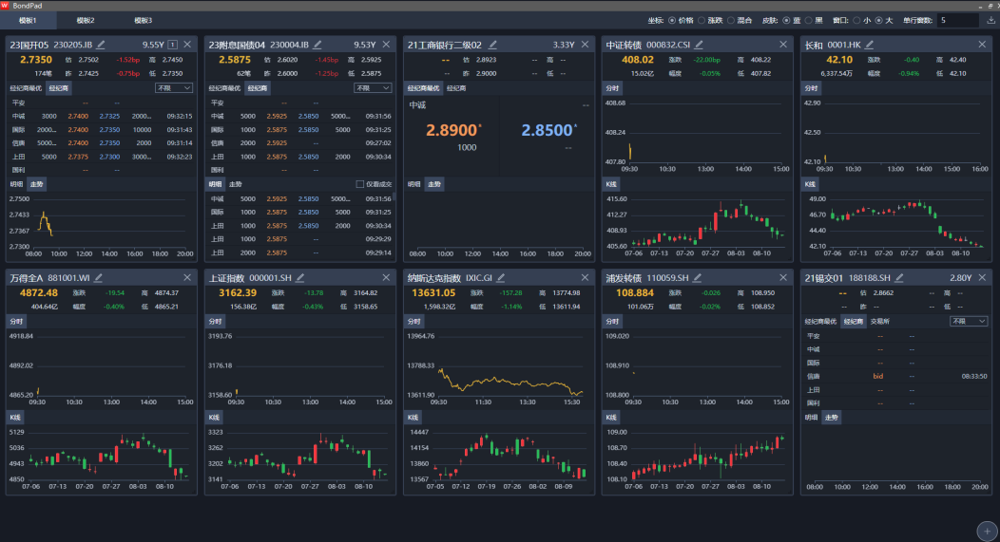 W BondPad
模板1 模板2 模板3 坐标: 价格 涨跌 混合 皮肤: 蓝 黑 窗口: 小 大 单行窗数: 5
23国开05 230205.IB 9.55Y 1
2.7350 估 2.7502 -1.52bp 高 2.7450
174笔 昨 2.7425 -0.75bp 低 2.7350
经纪商最优 经纪商 不限
平安 -- --
中诚 3000 2.7400 2.7325 2000... 09:32:15
国际 2000... 2.7400 2.7350 10000 09:31:43
信唐 5000... 2.7400 2.7350 2000 09:31:14
上田 5000 2.7375 2.7300 3000... 09:32:23
国利 -- --
明细 走势
2.7500
2.7433
2.7367
2.7300
08:00 10:00 12:00 14:00 16:00 18:00 20:00
23附息国债04 230004.IB 9.53Y
2.5875 估 2.6020 -1.45bp 高 2.5925
62笔 昨 2.6000 -1.25bp 低 2.5875
经纪商最优 经纪商 不限
平安 -- --
中诚 5000 2.5925 2.5850 5000... 09:31:56
国际 1000 2.5925 2.5850 5000... 09:31:25
信唐 2000 2.5925 -- 09:27:02
上田 1000 2.5875 2.5850 2000 09:30:34
国利 -- --
明细 走势 仅看成交
中诚 5000 2.5925 2.5850 5000... 09:31:56
国际 1000 2.5925 2.5850 5000... 09:31:25
上田 1000 2.5875 2.5850 2000 09:30:34
上田 1000 2.5875 -- 09:29:29
上田 2000 2.5875 -- 09:29:14
21工商银行二级02 3.33Y
-- 估 2.8923 -- 高 --
-- 昨 2.9000 -- 低 --
经纪商最优 经纪商
中诚 --
2.8900* 2.8500*
1000 --
明细 走势
08:00 10:00 12:00 14:00 16:00 18:00 20:00
中证转债 000832.CSI
408.02 涨跌 -22.00bp 高 408.22
15.02亿 幅度 -0.05% 低 407.82
分时
408.68
408.24
407.80
09:30 10:30 13:00 14:00 15:00
K线
415.60
412.27
408.93
405.60
07-06 07-13 07-20 07-27 08-03 08-10
长和 0001.HK
42.10 涨跌 -0.40 高 42.40
6,337.54万 幅度 -0.94% 低 42.10
分时
42.90
42.50
42.10
09:30 10:30 13:00 14:00 15:00 16:00
K线
49.00
46.70
44.40
42.10
07-06 07-13 07-20 07-27 08-03 08-10
万得全A 881001.WI
4872.48 涨跌 -19.54 高 4874.37
404.64亿 幅度 -0.40% 低 4865.21
分时
4918.84
4892.02
4865.20
09:30 10:30 13:00 14:00 15:00
K线
5129
5036
4943
4850
07-06 07-13 07-20 07-27 08-03 08-10
上证指数 000001.SH
3162.39 涨跌 -13.78 高 3164.82
156.38亿 幅度 -0.43% 低 3158.65
分时
3193.76
3176.18
3158.60
09:30 10:30 13:00 14:00 15:00
K线
3323
3262
3202
3141
07-06 07-13 07-20 07-27 08-03 08-10
纳斯达克指数 IXIC.GI
13631.05 涨跌 -157.28 高 13774.98
1,598.32亿 幅度 -1.14% 低 13611.94
分时
13964.76
13788.33
13611.90
09:30 11:30 13:30 15:30
K线
14447
14154
13860
13567
07-05 07-12 07-19 07-26 08-02 08-09
浦发转债 110059.SH
108.884 涨跌 -0.026 高 108.950
101.06万 幅度 -0.02% 低 108.852
分时
109.020
108.910
108.800
09:30 10:30 13:00 14:00 15:00
K线
109.00
108.70
108.40
108.10
07-06 07-13 07-20 07-27 08-03 08-10
21锡交01 188188.SH 2.80Y
-- 估 2.8662 -- 高 --
-- 昨 -- -- 低 --
经纪商最优 经纪商 交易所 不限
平安 -- --
中诚 -- --
国际 -- --
信唐 bid -- 08:33:50
上田 -- --
国利 -- --
明细 走势
08:00 10:00 12:00 14:00 16:00 18:00 20:00